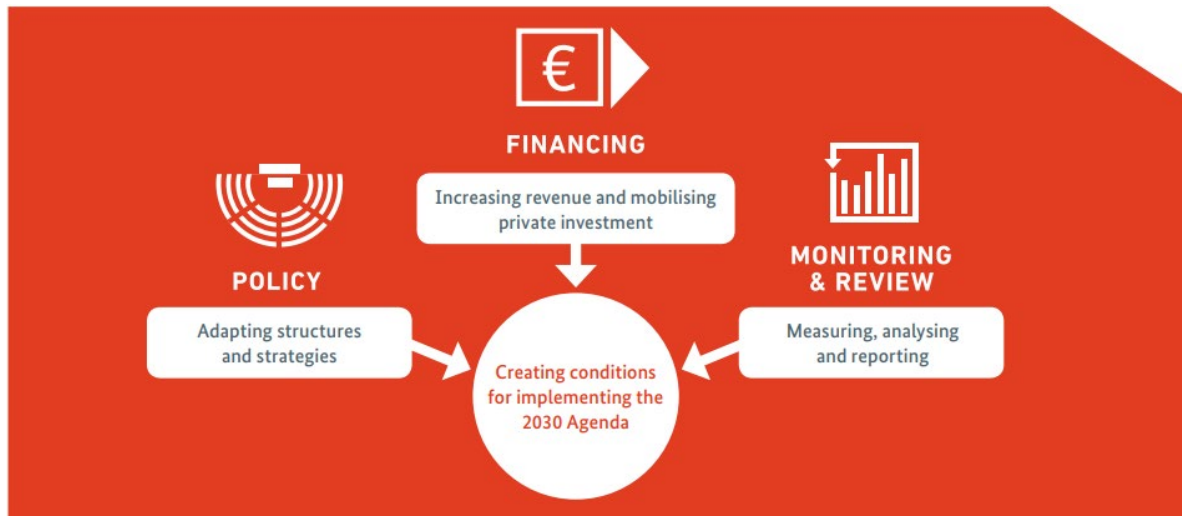 €
FINANCING
Increasing revenue and mobilising
private investment
POLICY
Adapting structures
and strategies
MONITORING
& REVIEW
Measuring, analysing
and reporting
Creating conditions
for implementing the
2030 Agenda